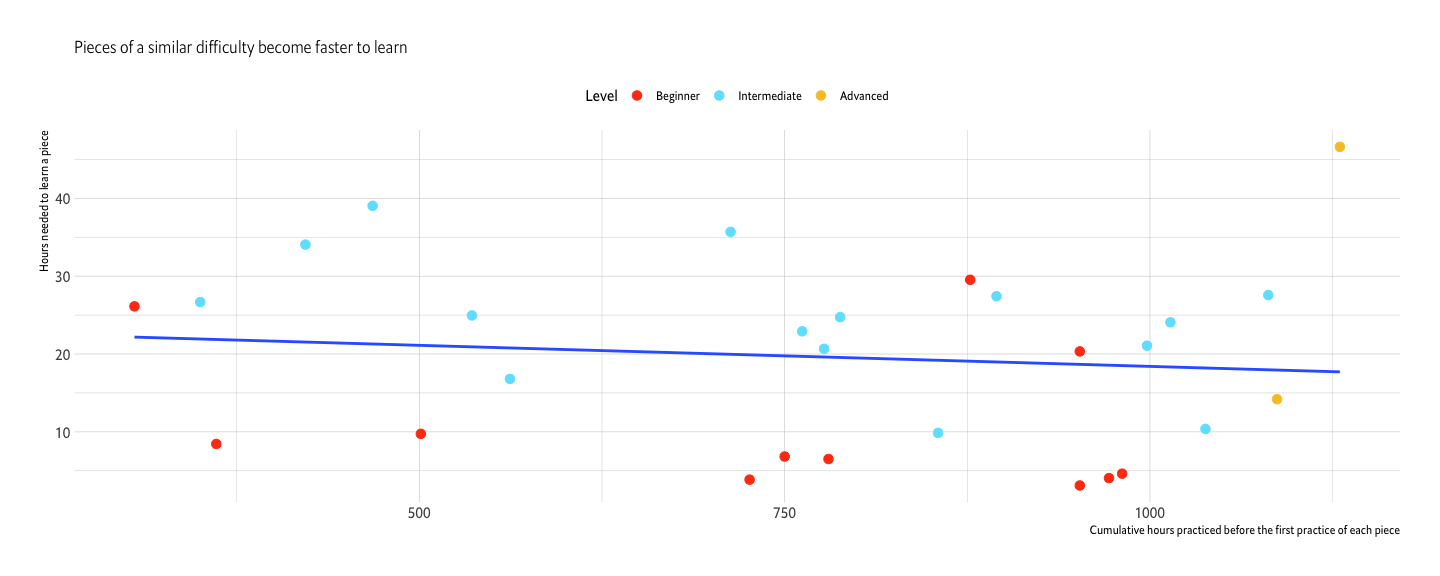 Pieces of a similar difficulty become faster to learn
Level Beginner Intermediate Advanced
Hours needed to learn a piece
40
30
20
10
500 750 1000
Cumulative hours practiced before the first practice of each piece